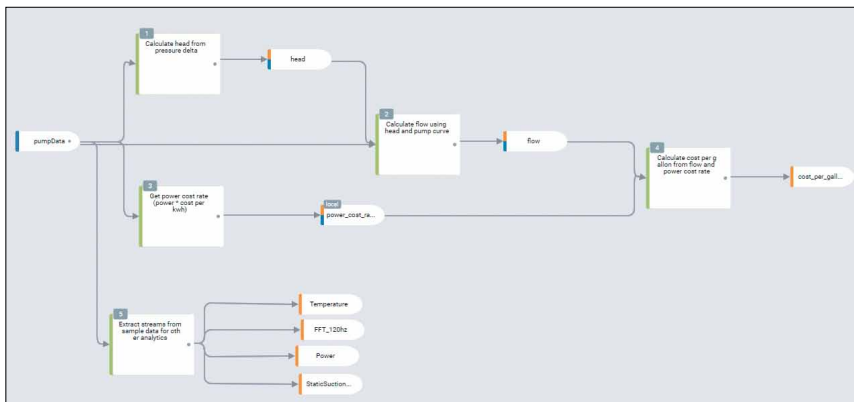 1
Calculate head from
pressure delta
head
2
Calculate flow using
head and pump curve
pumpData
flow
4
Calculate cost per g
allon from flow and
power cost rate
cost_per_gall...
3
Get power cost rate
(power * cost per
kwh)
local
power_cost_ra...
5
Extract streams from
sample data for oth
er analytics
Temperature
FFT_120hz
Power
StaticSuction...